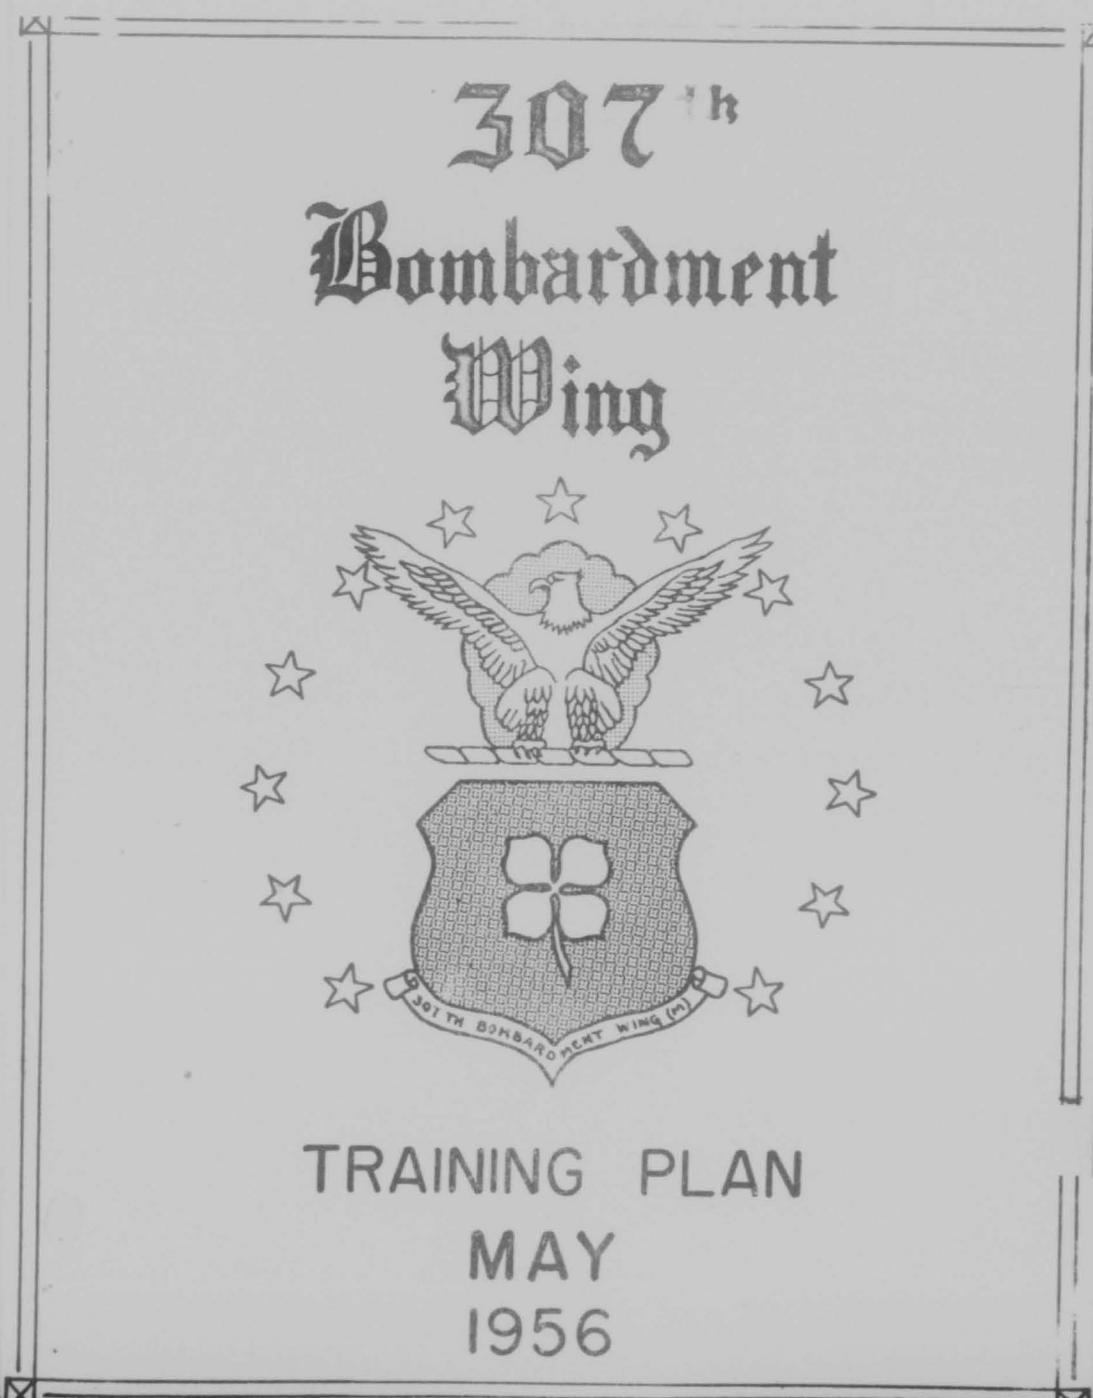 307th
Bombardment
Wing
307TH BOMBARDMENT WING (M)
TRAINING PLAN
MAY
1956